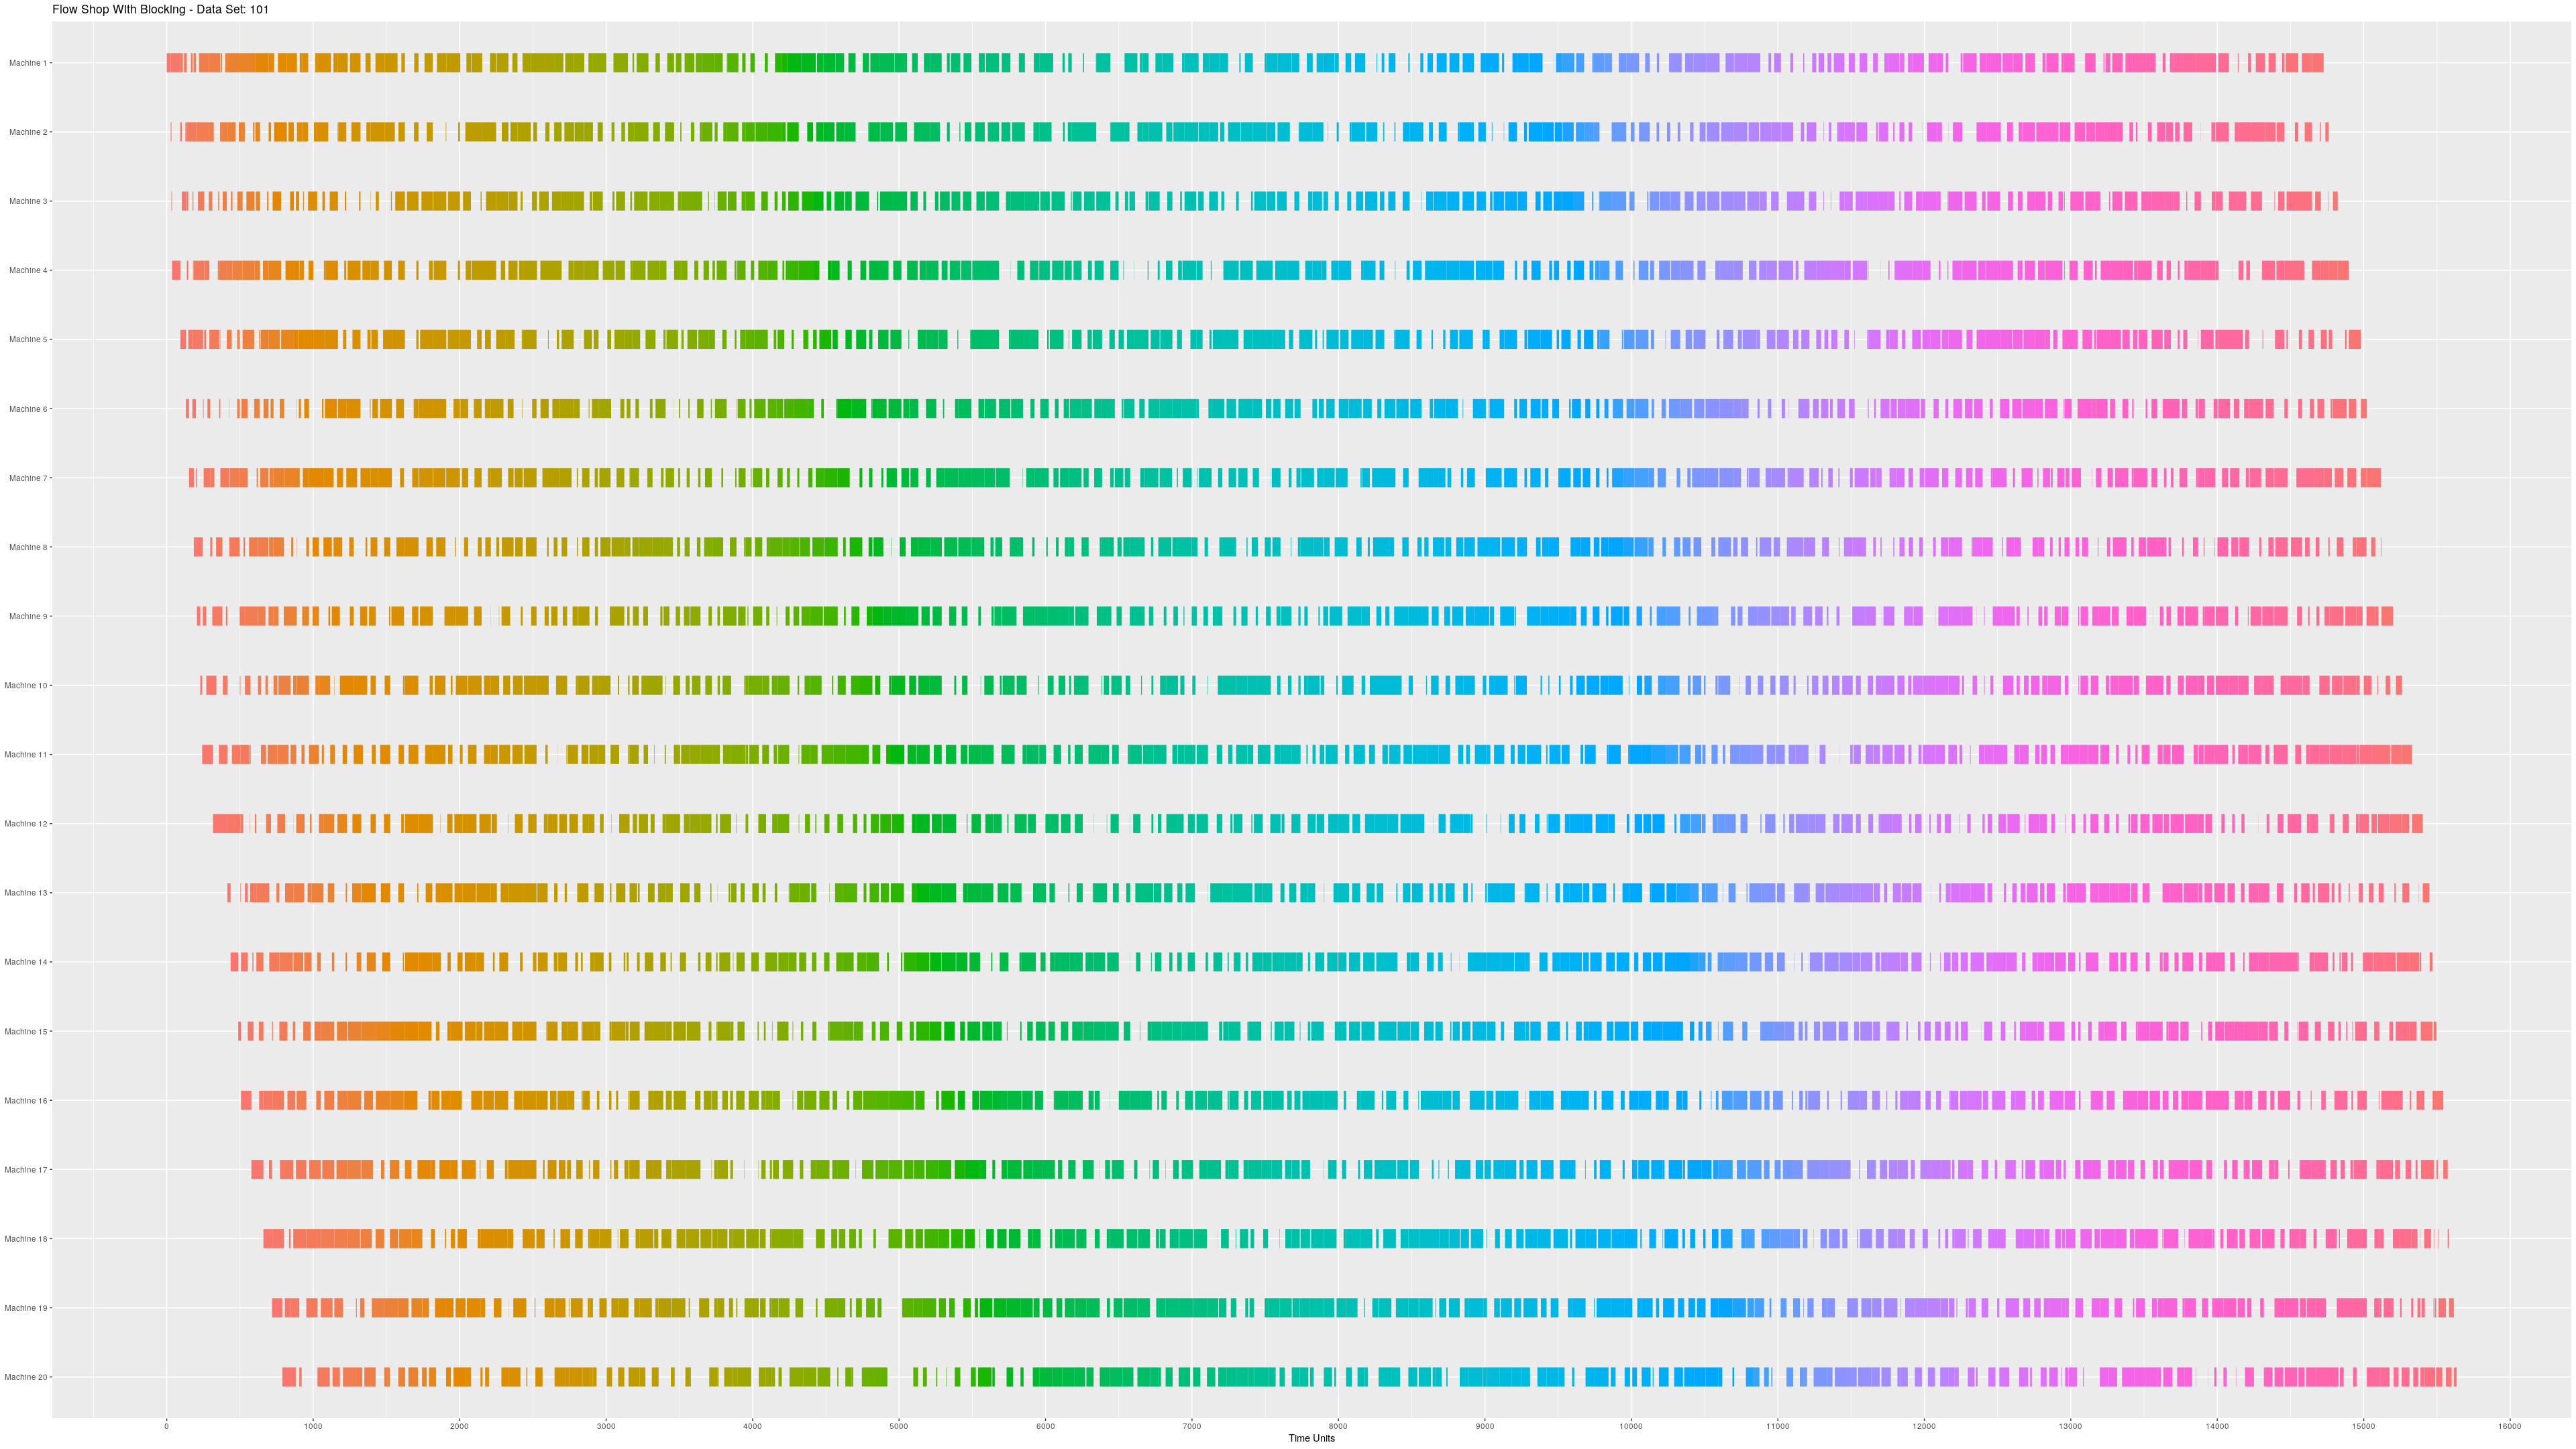 Flow Shop With Blocking - Data Set: 101
Machine 1
Machine 2
Machine 3
Machine 4
Machine 5
Machine 6
Machine 7
Machine 8
Machine 9
Machine 10
Machine 11
Machine 12
Machine 13
Machine 14
Machine 15
Machine 16
Machine 17
Machine 18
Machine 19
Machine 20
0 1000 2000 3000 4000 5000 6000 7000 8000 9000 10000 11000 12000 13000 14000 15000 16000
Time Units